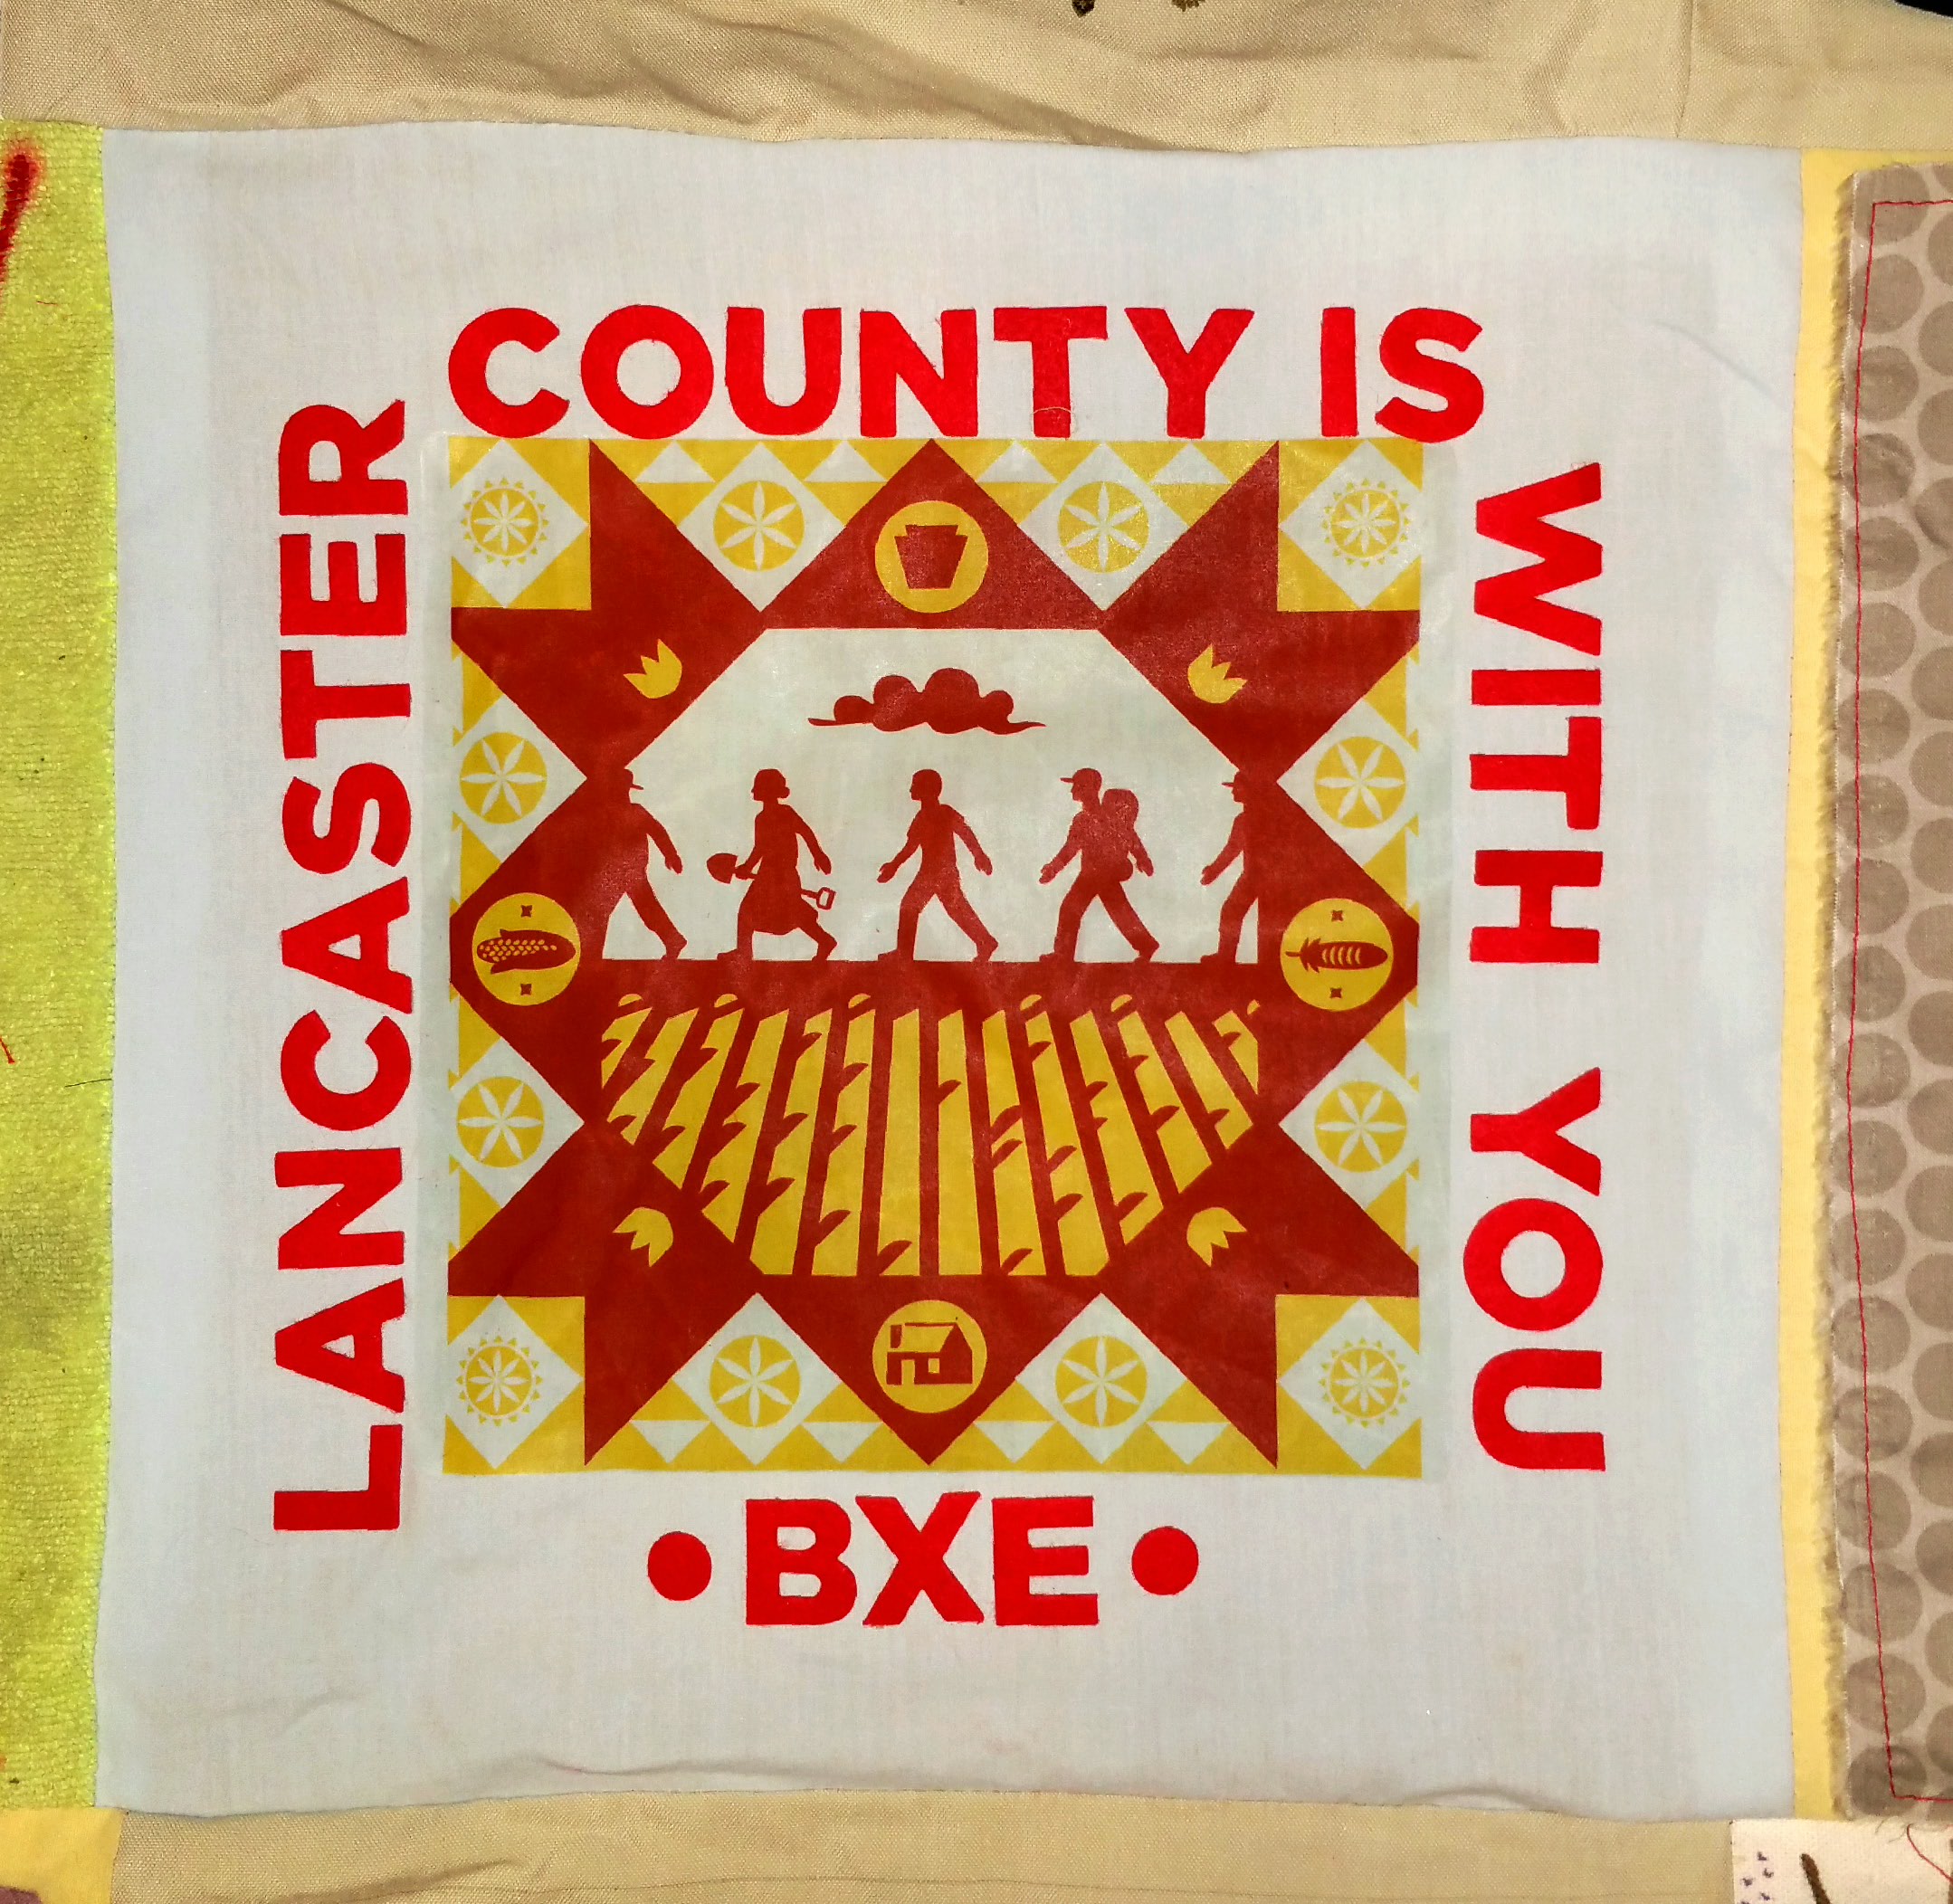 LANCASTER
COUNTY IS
WITH YOU
• BXE •